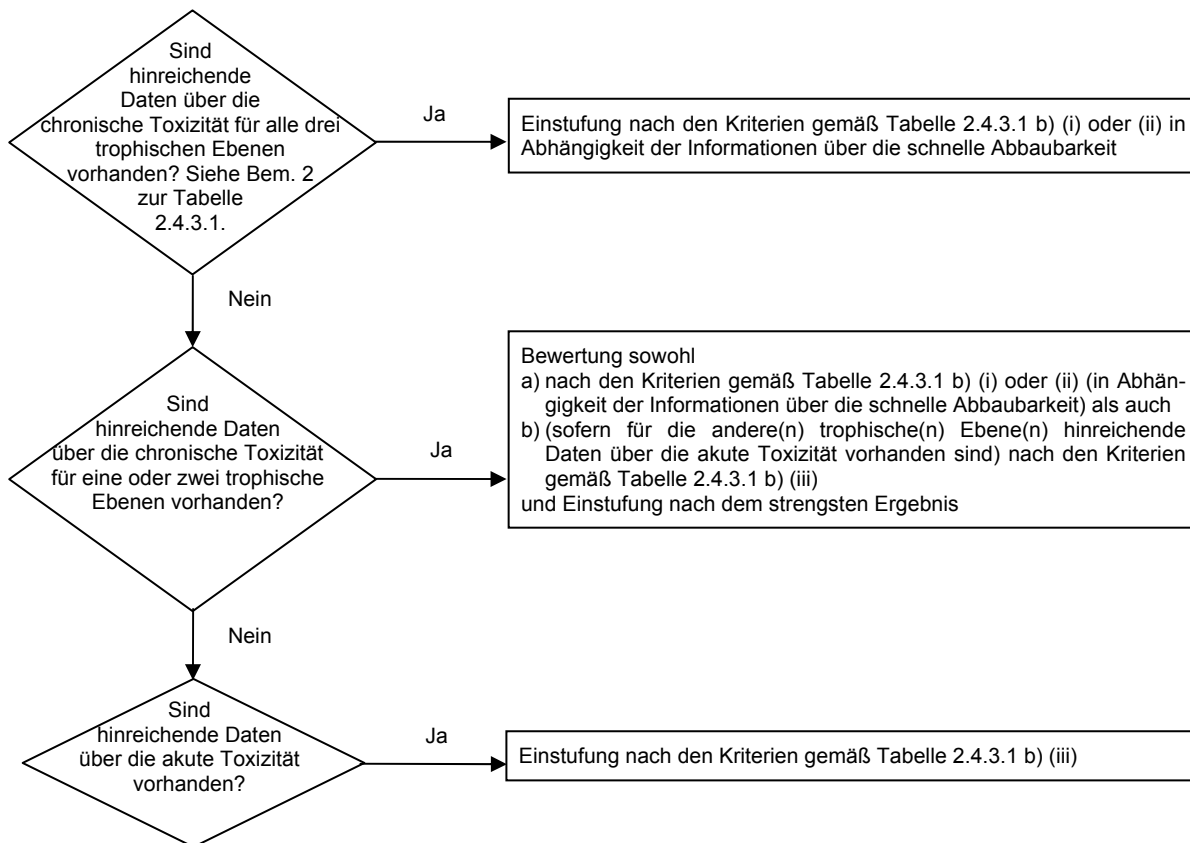 Sind
hinreichende
Daten über die
chronische Toxizität für alle drei
trophischen Ebenen
vorhanden? Siehe Bem. 2
zur Tabelle
2.4.3.1.
Ja
Einstufung nach den Kriterien gemäß Tabelle 2.4.3.1 b) (i) oder (ii) in
Abhängigkeit der Informationen über die schnelle Abbaubarkeit
Nein
Sind
hinreichende Daten
über die chronische Toxizität
für eine oder zwei trophische
Ebenen vorhanden?
Ja
Bewertung sowohl
a) nach den Kriterien gemäß Tabelle 2.4.3.1 b) (i) oder (ii) (in Abhän-
gigkeit der Informationen über die schnelle Abbaubarkeit) als auch
b) (sofern für die andere(n) trophische(n) Ebene(n) hinreichende
Daten über die akute Toxizität vorhanden sind) nach den Kriterien
gemäß Tabelle 2.4.3.1 b) (iii)
und Einstufung nach dem strengsten Ergebnis
Nein
Sind
hinreichende Daten
über die akute Toxizität
vorhanden?
Ja
Einstufung nach den Kriterien gemäß Tabelle 2.4.3.1 b) (iii)